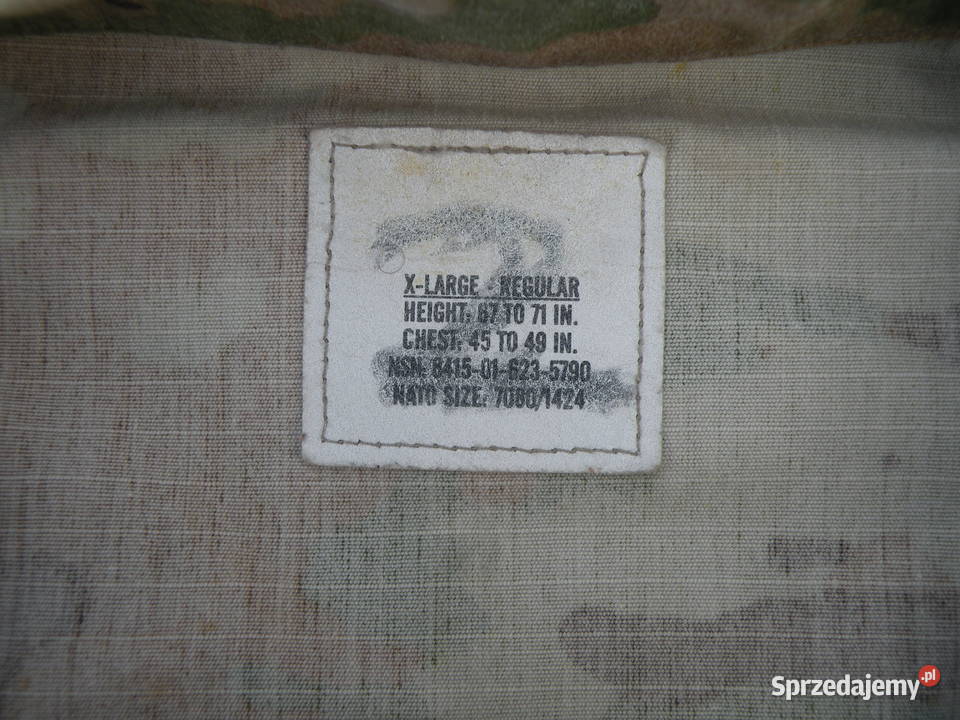 X-LARGE - REGULAR
HEIGHT: 67 TO 71 IN.
CHEST: 45 TO 49 IN.
NSN: 8415-01-623-5790
NATO SIZE: 7080/1424
Sprzedajemy.pl